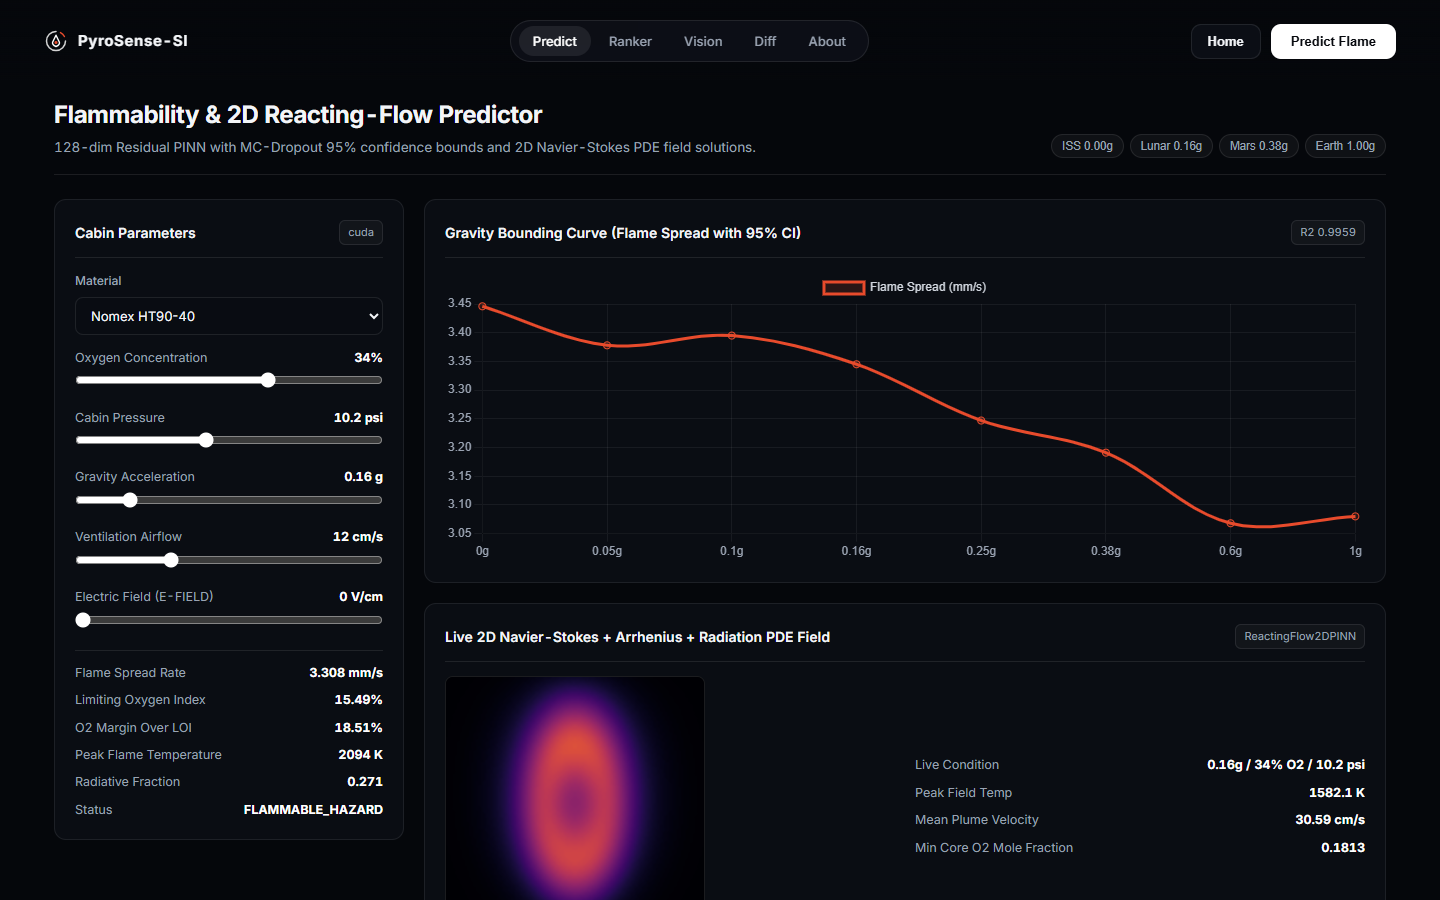 PyroSense-SI
Predict Ranker Vision Diff About
Home
Predict Flame
Flammability & 2D Reacting-Flow Predictor
128-dim Residual PINN with MC-Dropout 95% confidence bounds and 2D Navier-Stokes PDE field solutions.
ISS 0.00g Lunar 0.16g Mars 0.38g Earth 1.00g
Cabin Parameters cuda
Material
Nomex HT90-40
Oxygen Concentration 34%
Cabin Pressure 10.2 psi
Gravity Acceleration 0.16 g
Ventilation Airflow 12 cm/s
Electric Field (E-FIELD) 0 V/cm
Flame Spread Rate 3.308 mm/s
Limiting Oxygen Index 15.49%
O2 Margin Over LOI 18.51%
Peak Flame Temperature 2094 K
Radiative Fraction 0.271
Status FLAMMABLE_HAZARD
Gravity Bounding Curve (Flame Spread with 95% CI) R2 0.9959
Flame Spread (mm/s)
3.45
3.40
3.35
3.30
3.25
3.20
3.15
3.10
3.05
0g 0.05g 0.1g 0.16g 0.25g 0.38g 0.6g 1g
Live 2D Navier-Stokes + Arrhenius + Radiation PDE Field ReactingFlow2DPINN
Live Condition 0.16g / 34% O2 / 10.2 psi
Peak Field Temp 1582.1 K
Mean Plume Velocity 30.59 cm/s
Min Core O2 Mole Fraction 0.1813